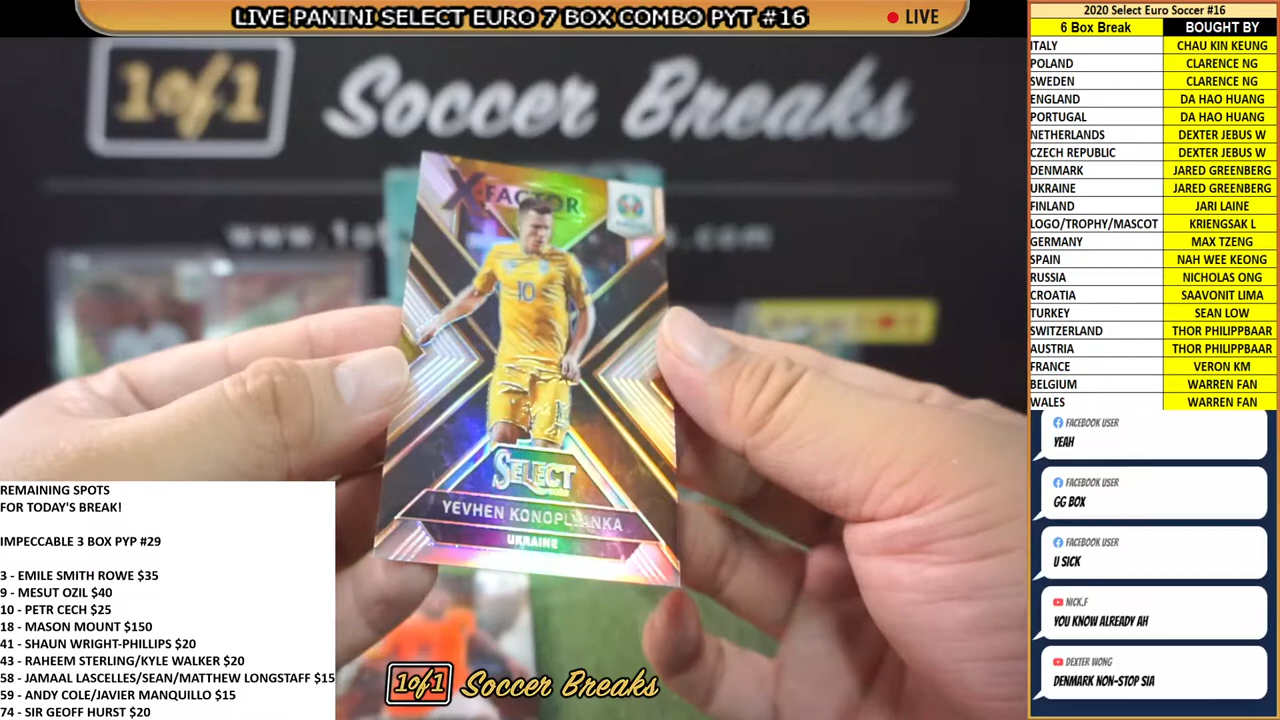 LIVE PANINI SELECT EURO 7 BOX COMBO PYT #16
LIVE
1of1 Soccer Breaks
X FACTOR
10
SELECT
YEVHEN KONOPLYANKA
UKRAINE
1of1 Soccer Breaks
REMAINING SPOTS
FOR TODAY'S BREAK!
IMPECCABLE 3 BOX PYP #29
3 - EMILE SMITH ROWE $35
9 - MESUT OZIL $40
10 - PETR CECH $25
18 - MASON MOUNT $150
41 - SHAUN WRIGHT-PHILLIPS $20
43 - RAHEEM STERLING/KYLE WALKER $20
58 - JAMAAL LASCELLES/SEAN/MATTHEW LONGSTAFF $15
59 - ANDY COLE/JAVIER MANQUILLO $15
74 - SIR GEOFF HURST $20
2020 Select Euro Soccer #16
6 Box Break BOUGHT BY
ITALY CHAU KIN KEUNG
POLAND CLARENCE NG
SWEDEN CLARENCE NG
ENGLAND DA HAO HUANG
PORTUGAL DA HAO HUANG
NETHERLANDS DEXTER JEBUS W
CZECH REPUBLIC DEXTER JEBUS W
DENMARK JARED GREENBERG
UKRAINE JARED GREENBERG
FINLAND JARI LAINE
LOGO/TROPHY/MASCOT KRIENGSAK L
GERMANY MAX TZENG
SPAIN NAH WEE KEONG
RUSSIA NICHOLAS ONG
CROATIA SAAVONIT LIMA
TURKEY SEAN LOW
SWITZERLAND THOR PHILIPPBAAR
AUSTRIA THOR PHILIPPBAAR
FRANCE VERON KM
BELGIUM WARREN FAN
WALES WARREN FAN
FACEBOOK USER
YEAH
FACEBOOK USER
GG BOX
FACEBOOK USER
U SICK
NICK.F
YOU KNOW ALREADY AH
DEXTER WONG
DENMARK NON-STOP SIA